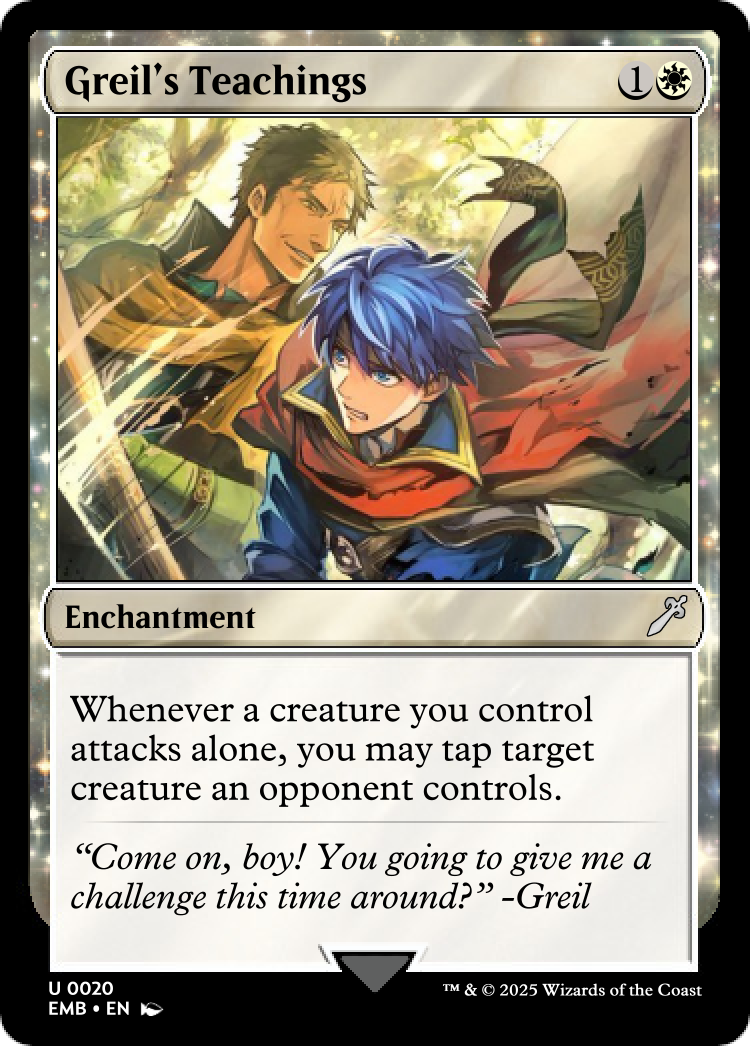 Greil's Teachings 1
Enchantment
Whenever a creature you control
attacks alone, you may tap target
creature an opponent controls.
“Come on, boy! You going to give me a
challenge this time around?” -Greil
U 0020
EMB • EN
™ & © 2025 Wizards of the Coast